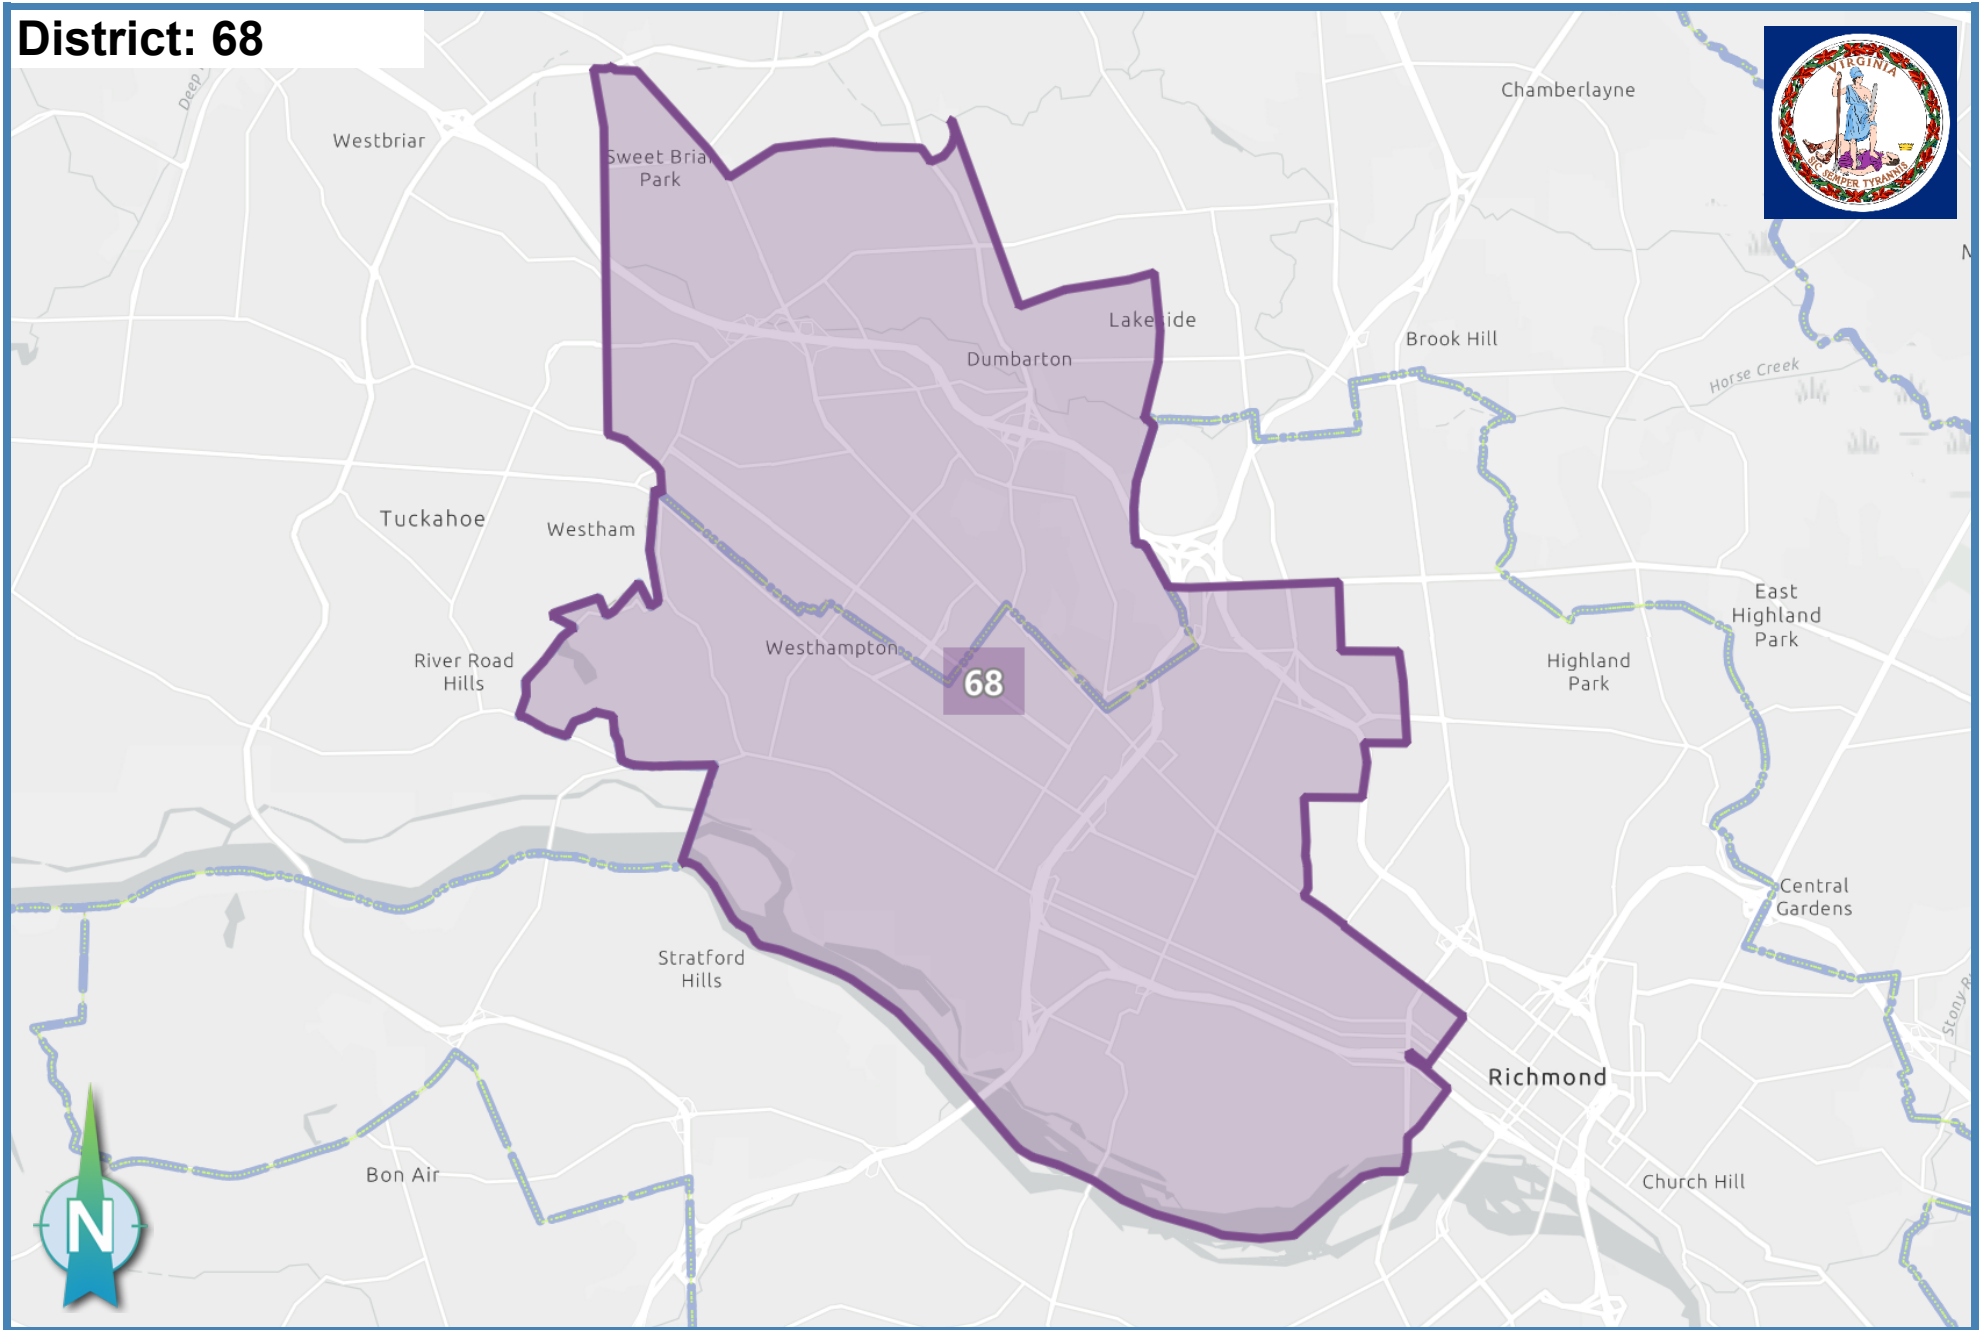 District: 68
VIRGINIA
SIC SEMPER TYRANNIS
Chamberlayne
Deep
Westbriar
Sweet Briar
Park
Lakeside
Brook Hill
Dumbarton
Horse Creek
Tuckahoe
Westham
East
Highland
Park
Westhampton
River Road
Hills
Highland
Park
68
Central
Gardens
Stratford
Hills
Stony R
Richmond
Bon Air
Church Hill
N